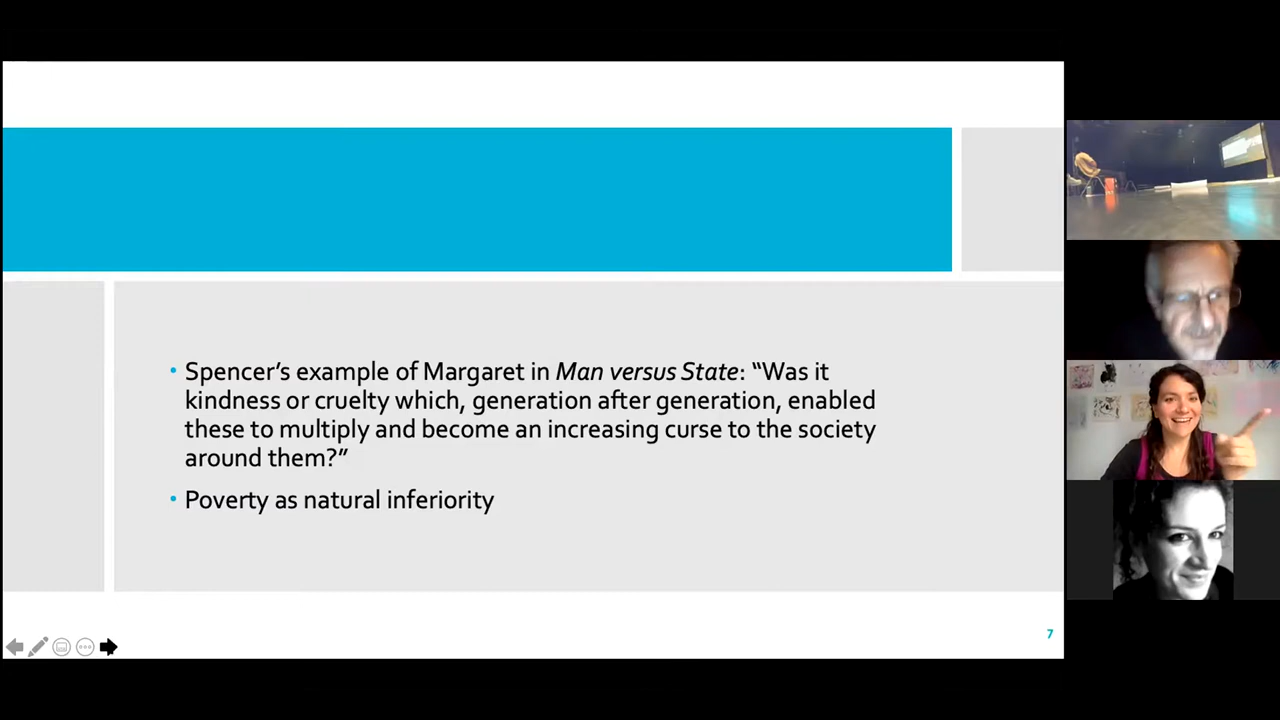 • Spencer’s example of Margaret in Man versus State: “Was it
kindness or cruelty which, generation after generation, enabled
these to multiply and become an increasing curse to the society
around them?”
• Poverty as natural inferiority
7